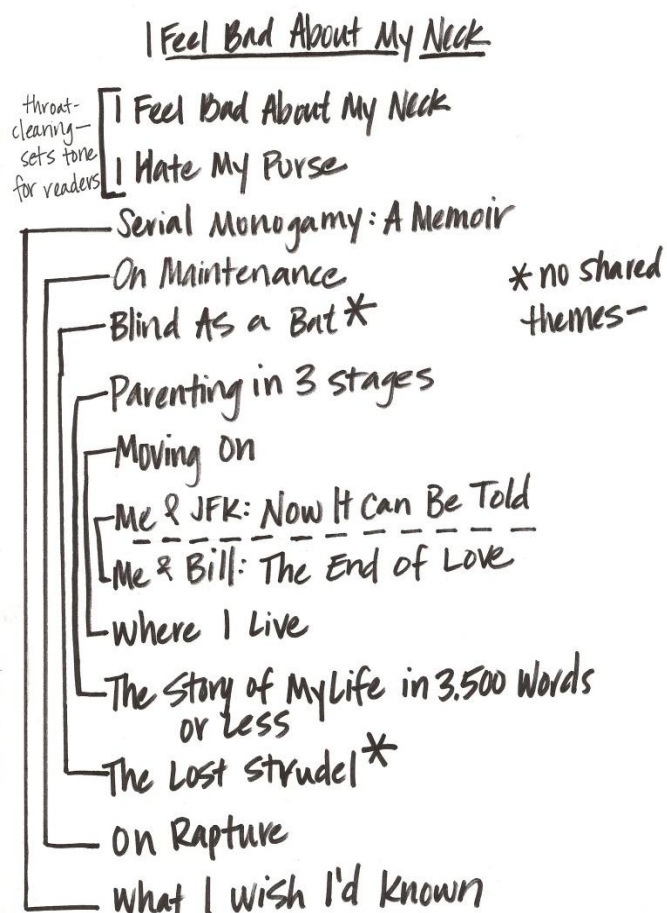 I Feel Bad About My Neck
throat-
cleaning—
sets tone
for readers
I Feel Bad About My Neck
I Hate My Purse
Serial Monogamy: A Memoir
On Maintenance
Blind As a Bat*
* no shared
themes—
Parenting in 3 stages
Moving On
Me & JFK: Now It Can Be Told
Me & Bill: The End of Love
Where I Live
The Story of My Life in 3,500 Words
or Less
The Lost Strudel*
On Rapture
What I Wish I'd Known